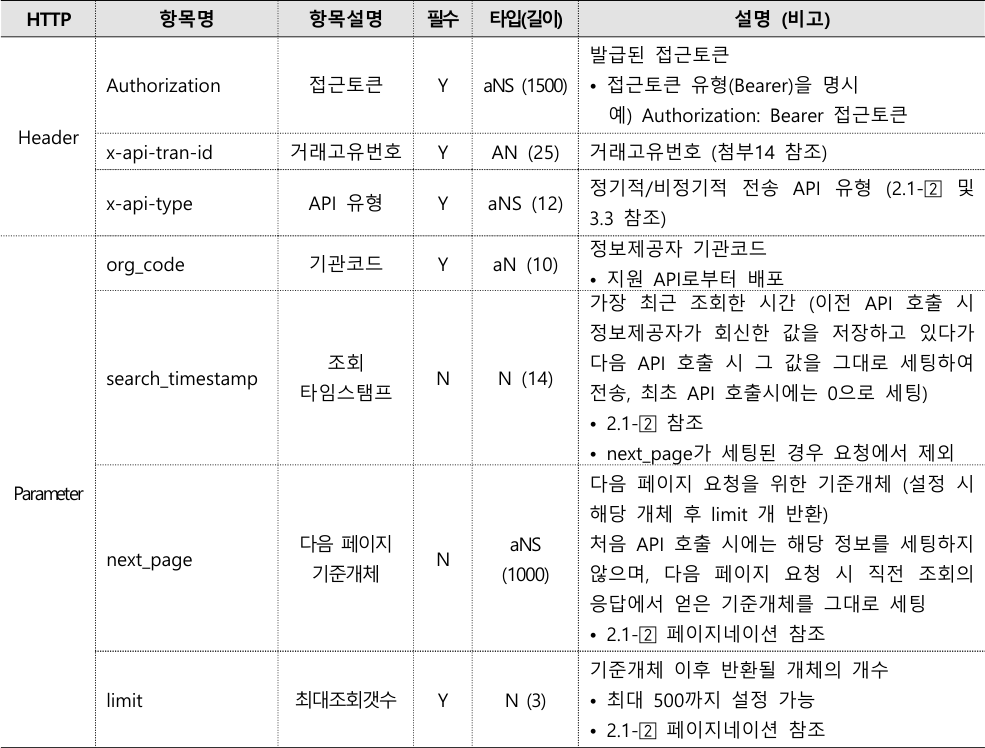 HTTP 항목명 항목설명 필수 타입(길이) 설명 (비고)
Header
Authorization 접근토큰 Y aNS (1500)
발급된 접근토큰
• 접근토큰 유형(Bearer)을 명시
예) Authorization: Bearer 접근토큰
x-api-tran-id 거래고유번호 Y AN (25) 거래고유번호 (첨부14 참조)
x-api-type API 유형 Y aNS (12)
정기적/비정기적 전송 API 유형 (2.1-2 및
3.3 참조)
Parameter
org_code 기관코드 Y aN (10)
정보제공자 기관코드
• 지원 API로부터 배포
search_timestamp
조회
타임스탬프
N N (14)
가장 최근 조회한 시간 (이전 API 호출 시
정보제공자가 회신한 값을 저장하고 있다가
다음 API 호출 시 그 값을 그대로 세팅하여
전송, 최초 API 호출시에는 0으로 세팅)
• 2.1-2 참조
• next_page가 세팅된 경우 요청에서 제외
next_page
다음 페이지
기준개체
N
aNS
(1000)
다음 페이지 요청을 위한 기준개체 (설정 시
해당 개체 후 limit 개 반환)
처음 API 호출 시에는 해당 정보를 세팅하지
않으며, 다음 페이지 요청 시 직전 조회의
응답에서 얻은 기준개체를 그대로 세팅
• 2.1-2 페이지네이션 참조
limit 최대조회갯수 Y N (3)
기준개체 이후 반환될 개체의 개수
• 최대 500까지 설정 가능
• 2.1-2 페이지네이션 참조